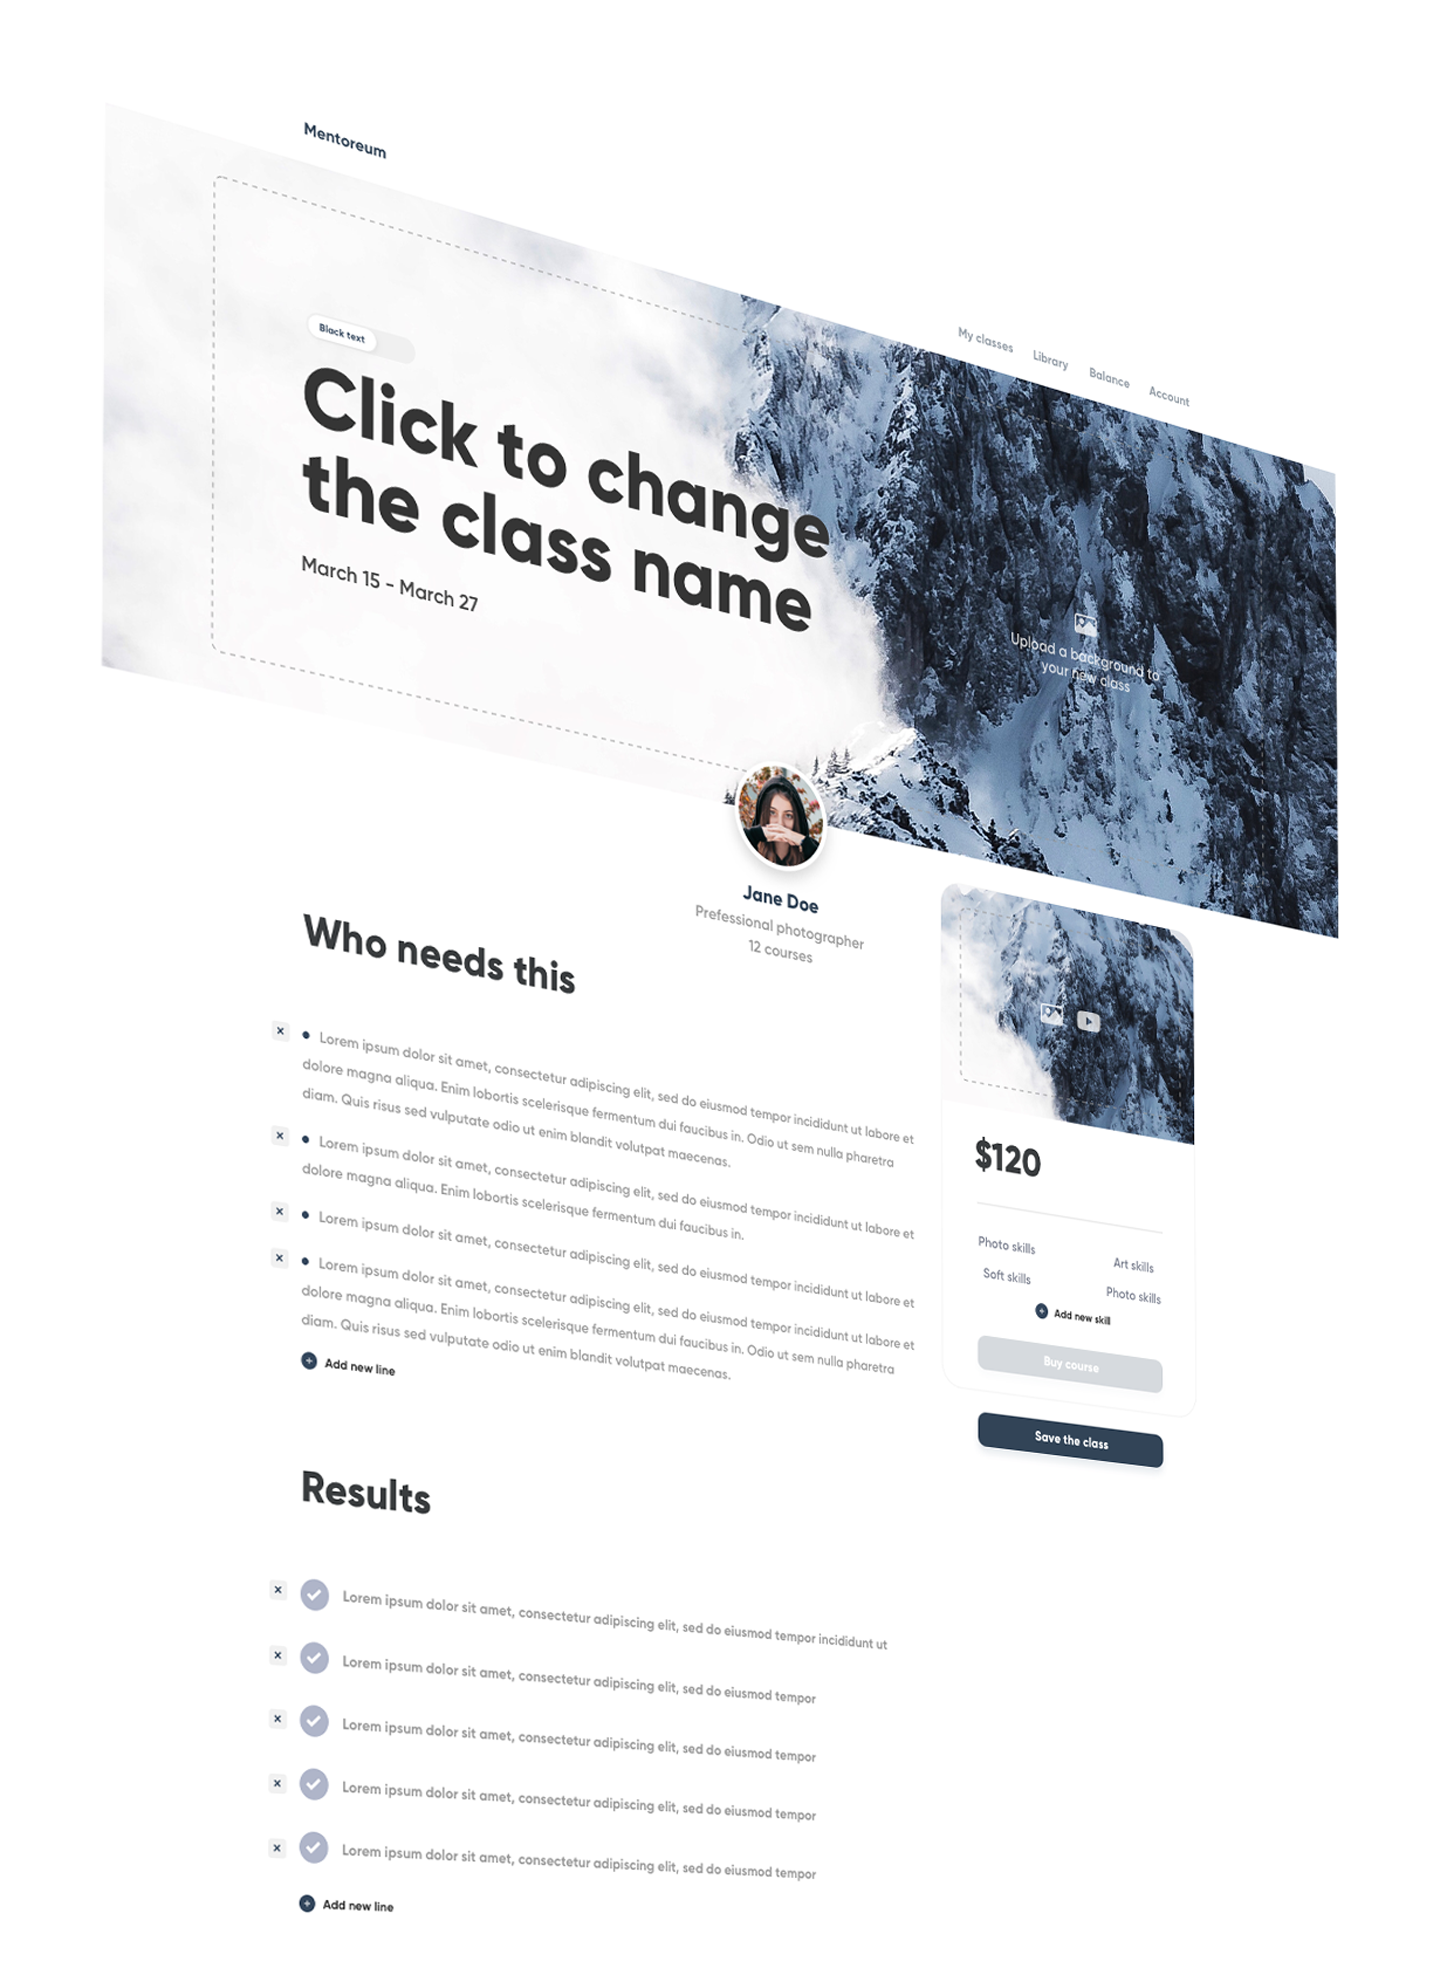 Mentoreum
My classes
Library
Balance
Account
Black text
Click to change
the class name
March 15 - March 27
Upload a background to
your new class
Jane Doe
Prefessional photographer
12 courses
Who needs this
Lorem ipsum dolor sit amet, consectetur adipiscing elit, sed do eiusmod tempor incididunt ut labore et
dolore magna aliqua. Enim lobortis scelerisque fermentum dui faucibus in. Odio ut sem nulla pharetra
diam. Quis risus sed vulputate odio ut enim blandit volutpat maecenas.
Lorem ipsum dolor sit amet, consectetur adipiscing elit, sed do eiusmod tempor incididunt ut labore et
dolore magna aliqua. Enim lobortis scelerisque fermentum dui faucibus in.
Lorem ipsum dolor sit amet, consectetur adipiscing elit, sed do eiusmod tempor incididunt ut labore et
Lorem ipsum dolor sit amet, consectetur adipiscing elit, sed do eiusmod tempor incididunt ut labore et
dolore magna aliqua. Enim lobortis scelerisque fermentum dui faucibus in. Odio ut sem nulla pharetra
diam. Quis risus sed vulputate odio ut enim blandit volutpat maecenas.
Add new line
$120
Photo skills
Art skills
Soft skills
Photo skills
Add new skill
Buy course
Save the class
Results
Lorem ipsum dolor sit amet, consectetur adipiscing elit, sed do eiusmod tempor incididunt ut
Lorem ipsum dolor sit amet, consectetur adipiscing elit, sed do eiusmod tempor
Lorem ipsum dolor sit amet, consectetur adipiscing elit, sed do eiusmod tempor
Lorem ipsum dolor sit amet, consectetur adipiscing elit, sed do eiusmod tempor
Lorem ipsum dolor sit amet, consectetur adipiscing elit, sed do eiusmod tempor
Add new line